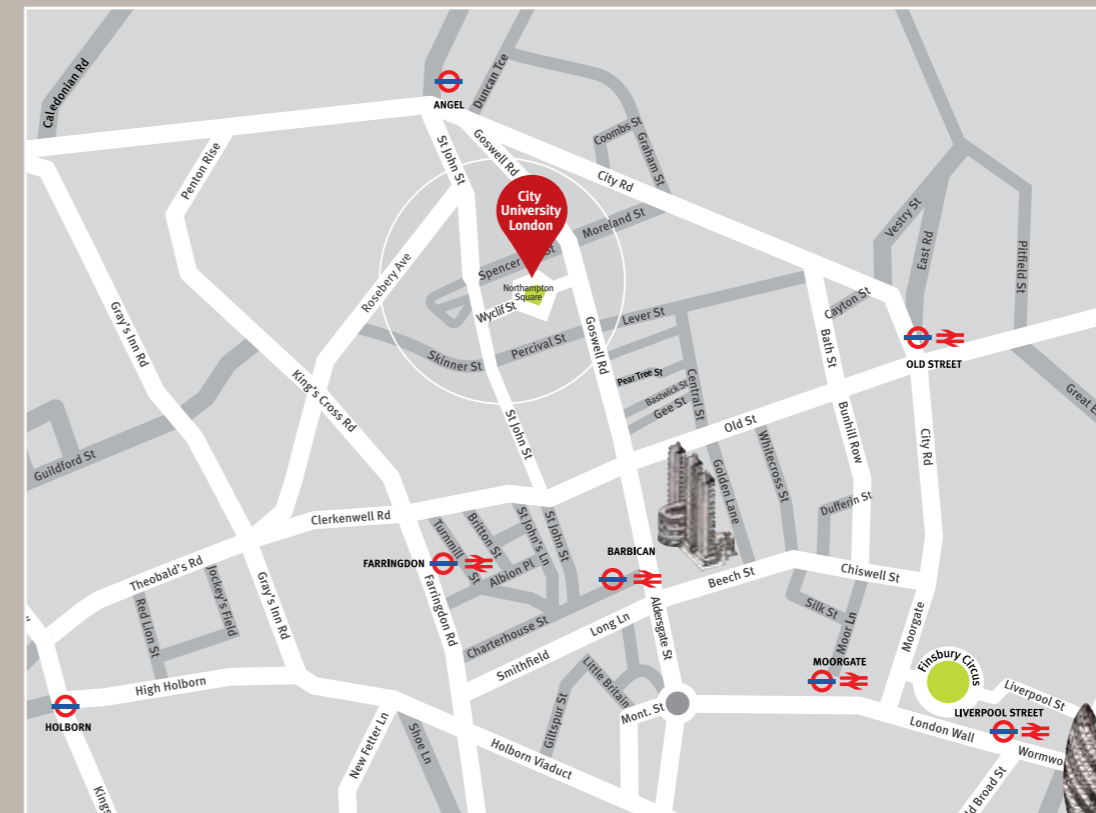 Caledonian Rd
ANGEL
Duncan Tce
Coombs St
Graham St
St John St
Goswell Rd
City Rd
Penton Rise
City
University
London
Moreland St
Vestry St
East Rd
Pitfield St
Rosebery Ave
Spencer St
Northampton
Square
Wyclif St
Gray's Inn Rd
Goswell Rd
Lever St
Cayton St
Bath St
Skinner St
Percival St
OLD STREET
King's Cross Rd
Pear Tree St
Bastwick St
Gee St
Central St
Great E
Guildford St
St John St
Old St
Whitecross St
Bunhill Row
City Rd
Golden Lane
Clerkenwell Rd
Turnmill St
Britton St
St John's Ln
St John St
Dufferin St
FARRINGDON
Albion Pl
BARBICAN
Beech St
Chiswell St
Theobald's Rd
Jockey's Field
Red Lion St
Gray's Inn Rd
Farringdon Rd
Charterhouse St
Long Ln
Smithfield
Aldersgate St
Silk St
Moor Ln
Moorgate
MOORGATE
Finsbury Circus
High Holborn
Little Britain
Giltspur St
Mont. St
Liverpool St
LIVERPOOL STREET
HOLBORN
New Fetter Ln
Shoe Ln
Holborn Viaduct
London Wall
Wormwo
d Broad St
Kings